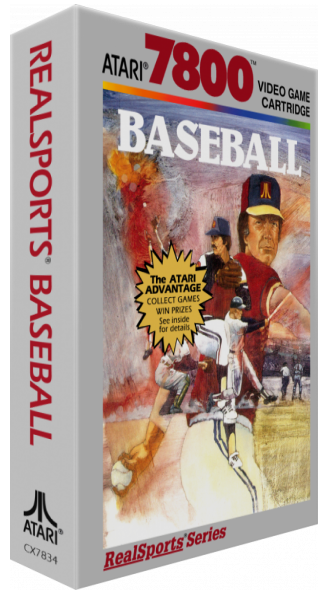 REALSPORTS® BASEBALL
ATARI®
CX7834
ATARI® 7800™
VIDEO GAME
CARTRIDGE
BASEBALL
The ATARI
ADVANTAGE
COLLECT GAMES
WIN PRIZES
See inside
for details
RealSports® Series